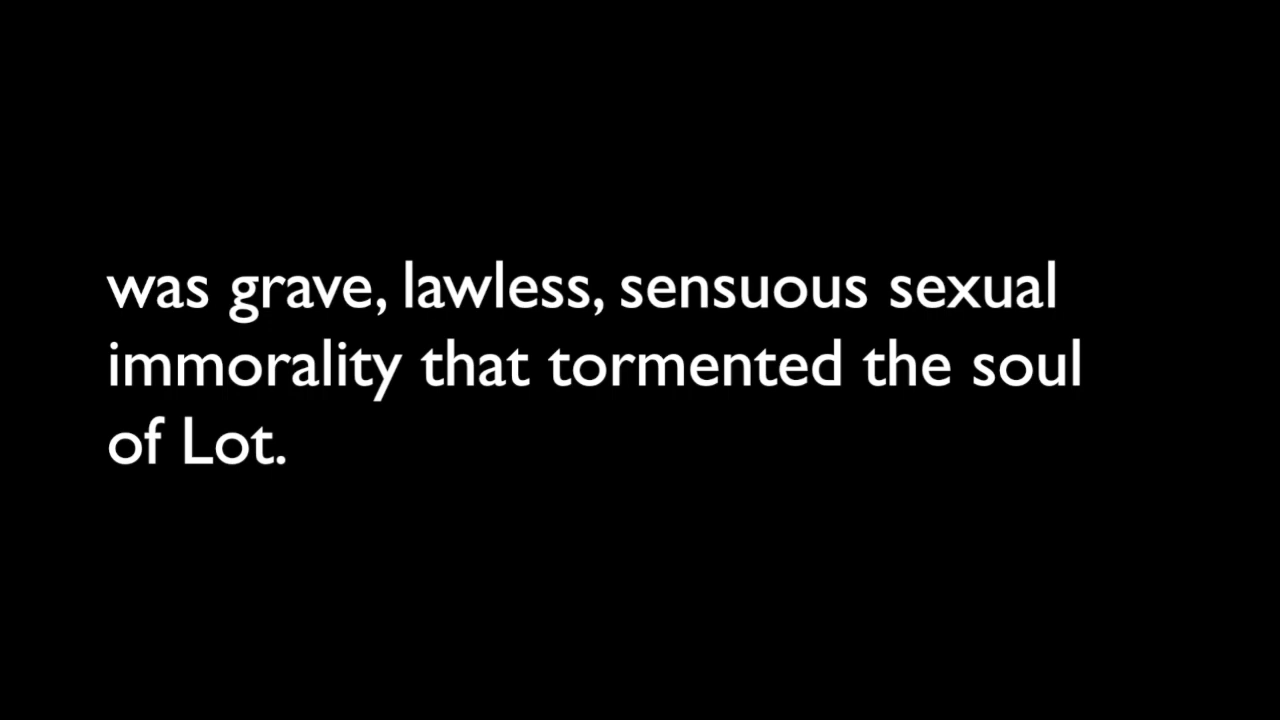 was grave, lawless, sensuous sexual
immorality that tormented the soul
of Lot.